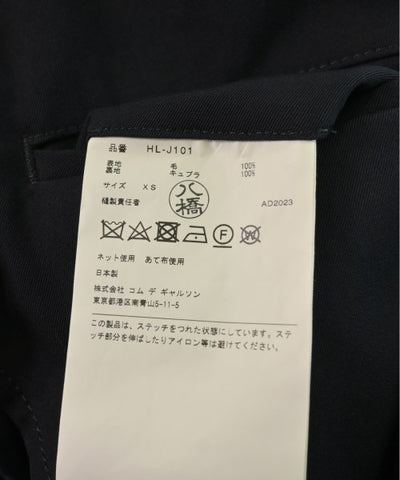 品番 HL-J101
表地 毛 100%
裏地 キュプラ 100%
サイズ XS
縫製責任者 八橋 AD2023
F W
ネット使用 あて布使用
日本製
株式会社 コム デ ギャルソン
東京都港区南青山5-11-5
この製品は、ステッチをつれた状態にしています。ステ
ッチ部分を伸ばしたりアイロン等は避けてください。